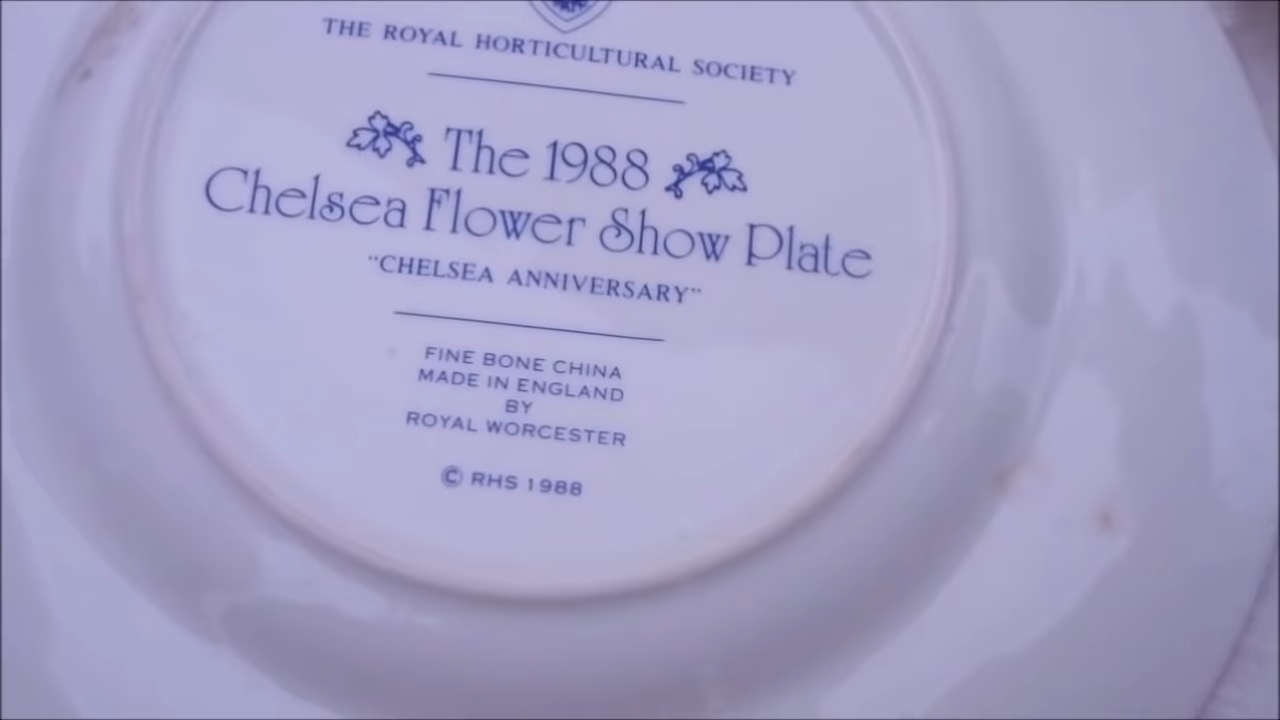 THE ROYAL HORTICULTURAL SOCIETY
The 1988
Chelsea Flower Show Plate
"CHELSEA ANNIVERSARY"
FINE BONE CHINA
MADE IN ENGLAND
BY
ROYAL WORCESTER
© RHS 1988